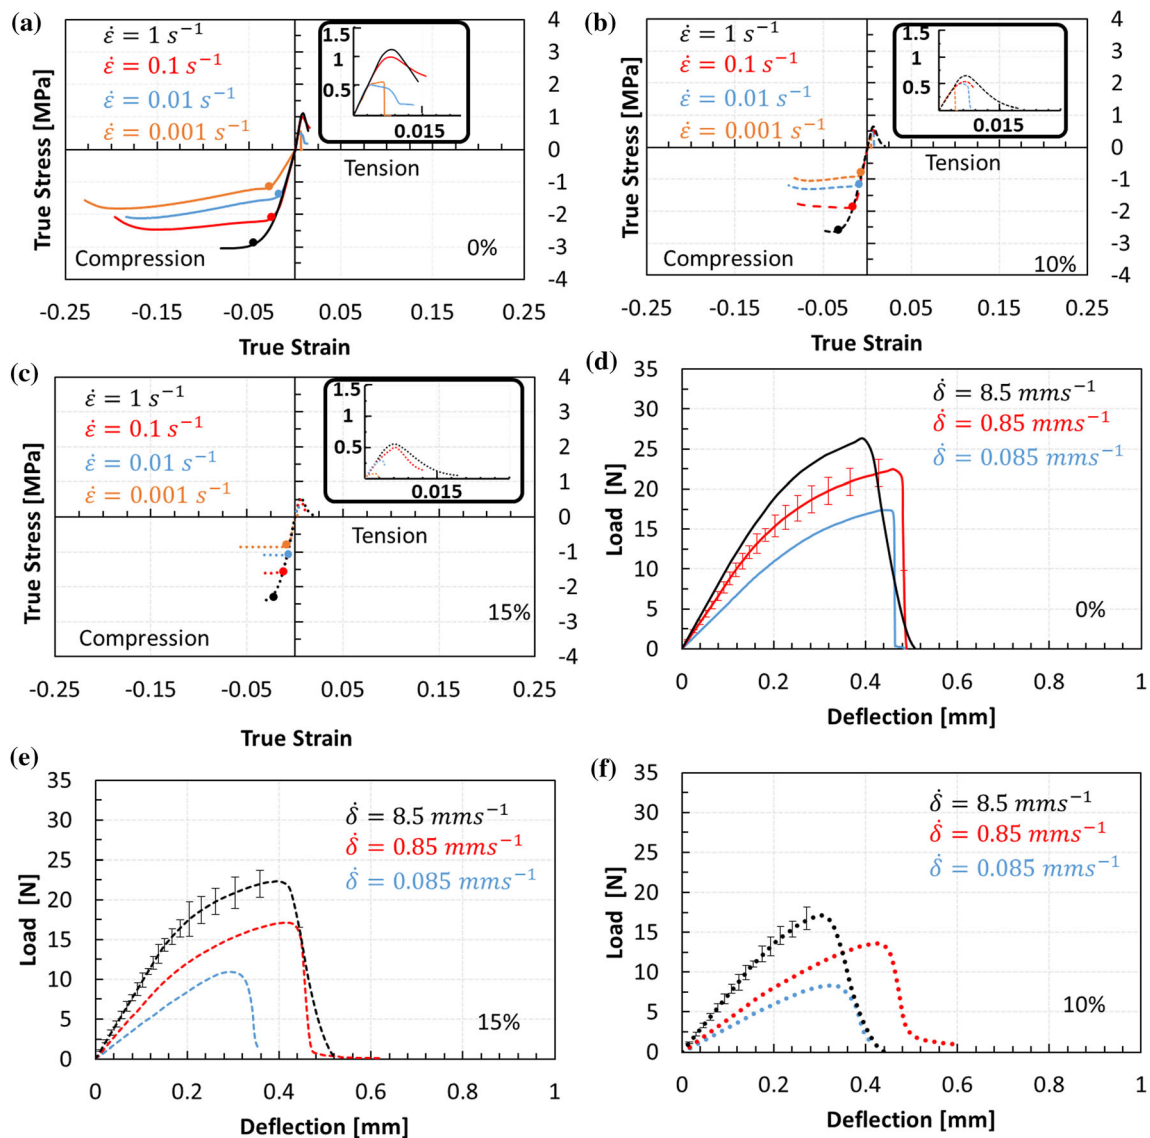 (a)
ε̇ = 1 s⁻¹
ε̇ = 0.1 s⁻¹
ε̇ = 0.01 s⁻¹
ε̇ = 0.001 s⁻¹
1.5
1
0.5
0.015
4
3
2
1
0
-1
-2
-3
-4
True Stress [MPa]
Tension
Compression
0%
-0.25 -0.15 -0.05 0.05 0.15 0.25
True Strain
(b)
ε̇ = 1 s⁻¹
ε̇ = 0.1 s⁻¹
ε̇ = 0.01 s⁻¹
ε̇ = 0.001 s⁻¹
1.5
1
0.5
0.015
4
3
2
1
0
-1
-2
-3
-4
True Stress [MPa]
Tension
Compression
10%
-0.25 -0.15 -0.05 0.05 0.15 0.25
True Strain
(c)
ε̇ = 1 s⁻¹
ε̇ = 0.1 s⁻¹
ε̇ = 0.01 s⁻¹
ε̇ = 0.001 s⁻¹
1.5
1
0.5
0.015
4
3
2
1
0
-1
-2
-3
-4
True Stress [MPa]
Tension
Compression
15%
-0.25 -0.15 -0.05 0.05 0.15 0.25
True Strain
(d)
δ̇ = 8.5 mms⁻¹
δ̇ = 0.85 mms⁻¹
δ̇ = 0.085 mms⁻¹
35
30
25
20
15
10
5
0
Load [N]
0%
0 0.2 0.4 0.6 0.8 1
Deflection [mm]
(e)
δ̇ = 8.5 mms⁻¹
δ̇ = 0.85 mms⁻¹
δ̇ = 0.085 mms⁻¹
35
30
25
20
15
10
5
0
Load [N]
15%
0 0.2 0.4 0.6 0.8 1
Deflection [mm]
(f)
δ̇ = 8.5 mms⁻¹
δ̇ = 0.85 mms⁻¹
δ̇ = 0.085 mms⁻¹
35
30
25
20
15
10
5
0
Load [N]
10%
0 0.2 0.4 0.6 0.8 1
Deflection [mm]